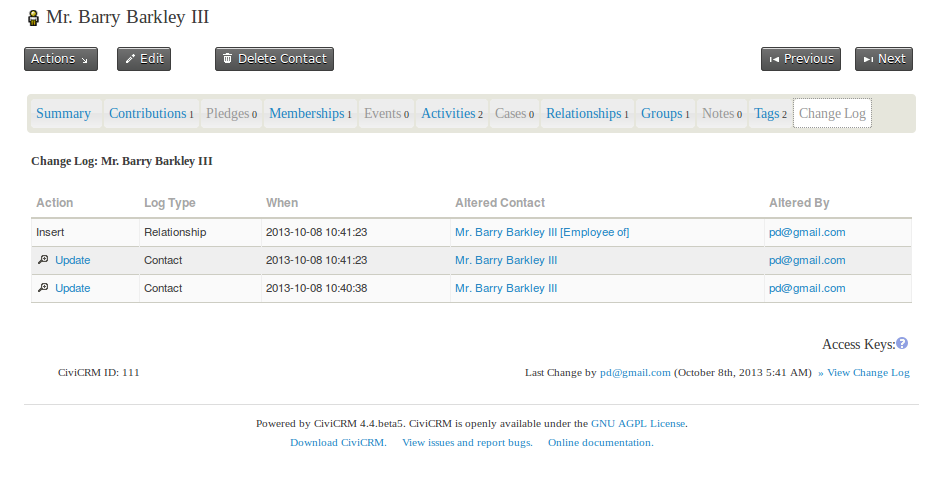 Mr. Barry Barkley III
Actions Edit Delete Contact Previous Next
Summary Contributions 1 Pledges 0 Memberships 1 Events 0 Activities 2 Cases 0 Relationships 1 Groups 1 Notes 0 Tags 2 Change Log
Change Log: Mr. Barry Barkley III
Action Log Type When Altered Contact Altered By
Insert Relationship 2013-10-08 10:41:23 Mr. Barry Barkley III [Employee of] pd@gmail.com
Update Contact 2013-10-08 10:41:23 Mr. Barry Barkley III pd@gmail.com
Update Contact 2013-10-08 10:40:38 Mr. Barry Barkley III pd@gmail.com
Access Keys:?
CiviCRM ID: 111 Last Change by pd@gmail.com (October 8th, 2013 5:41 AM) » View Change Log
Powered by CiviCRM 4.4.beta5. CiviCRM is openly available under the GNU AGPL License.
Download CiviCRM. View issues and report bugs. Online documentation.